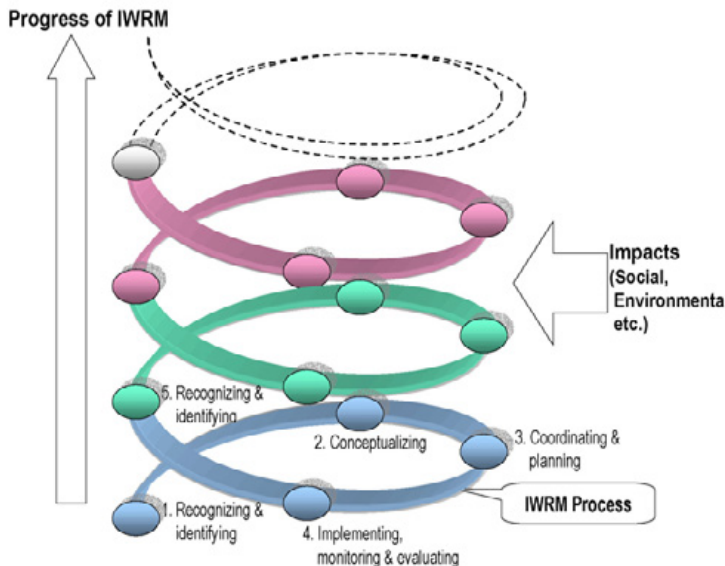 Progress of IWRM
Impacts
(Social,
Environmenta
etc.)
5. Recognizing &
identifying
2. Conceptualizing
3. Coordinating &
planning
IWRM Process
1. Recognizing &
identifying
4. Implementing,
monitoring & evaluating